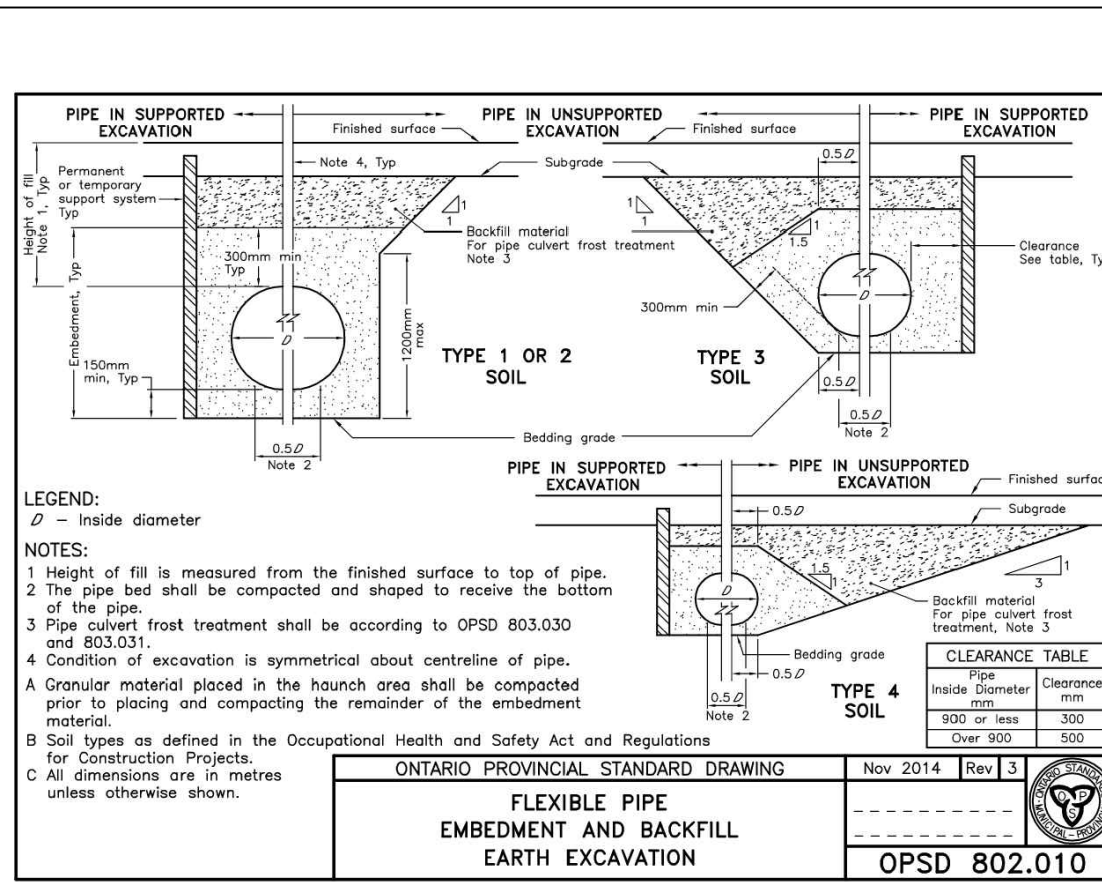 PIPE IN SUPPORTED
EXCAVATION
PIPE IN UNSUPPORTED
EXCAVATION
PIPE IN SUPPORTED
EXCAVATION
Finished surface
Finished surface
Note 4, Typ
Subgrade
0.5D
Permanent
or temporary
support system
Typ
Height of fill
Note 1, Typ
1
1
Backfill material
For pipe culvert frost treatment
Note 3
1
1
1
1.5
Clearance
See table, Ty
300mm min
Typ
300mm min
D
D
Embedment, Typ
1200mm
max
150mm
min, Typ
TYPE 1 OR 2
SOIL
TYPE 3
SOIL
0.5D
0.5D
Note 2
0.5D
Note 2
Bedding grade
PIPE IN SUPPORTED
EXCAVATION
PIPE IN UNSUPPORTED
EXCAVATION
Finished surfac
0.5D
Subgrade
1.5
1
1
3
D
Backfill material
For pipe culvert frost
treatment, Note 3
Bedding grade
0.5D
0.5D
Note 2
TYPE 4
SOIL
LEGEND:
D – Inside diameter
NOTES:
1 Height of fill is measured from the finished surface to top of pipe.
2 The pipe bed shall be compacted and shaped to receive the bottom
of the pipe.
3 Pipe culvert frost treatment shall be according to OPSD 803.030
and 803.031.
4 Condition of excavation is symmetrical about centreline of pipe.
A Granular material placed in the haunch area shall be compacted
prior to placing and compacting the remainder of the embedment
material.
B Soil types as defined in the Occupational Health and Safety Act and Regulations
for Construction Projects.
C All dimensions are in metres
unless otherwise shown.
CLEARANCE TABLE
Pipe
Inside Diameter
mm
Clearance
mm
900 or less 300
Over 900 500
ONTARIO PROVINCIAL STANDARD DRAWING
Nov 2014 Rev 3
FLEXIBLE PIPE
EMBEDMENT AND BACKFILL
EARTH EXCAVATION
OPS
OPSD 802.010